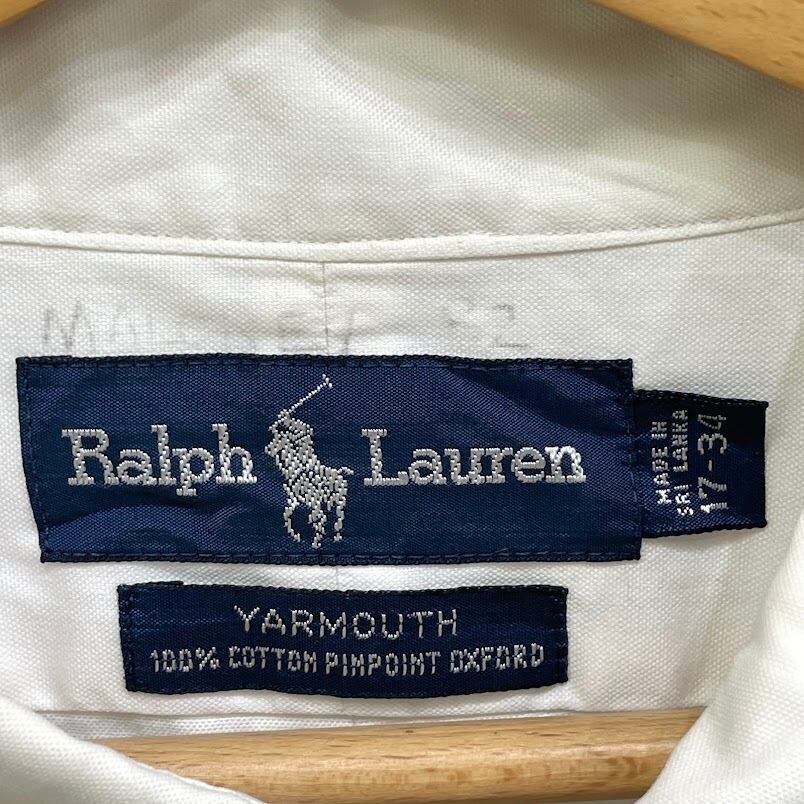 Ralph Lauren
MADE IN
SRI LANKA
17-34
YARMOUTH
100% COTTON PINPOINT OXFORD